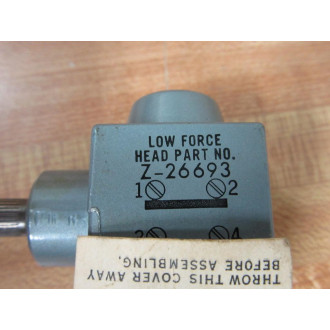 LOW FORCE
HEAD PART NO.
Z-26693
1 2
3 4
THROW THIS COVER AWAY
BEFORE ASSEMBLING.